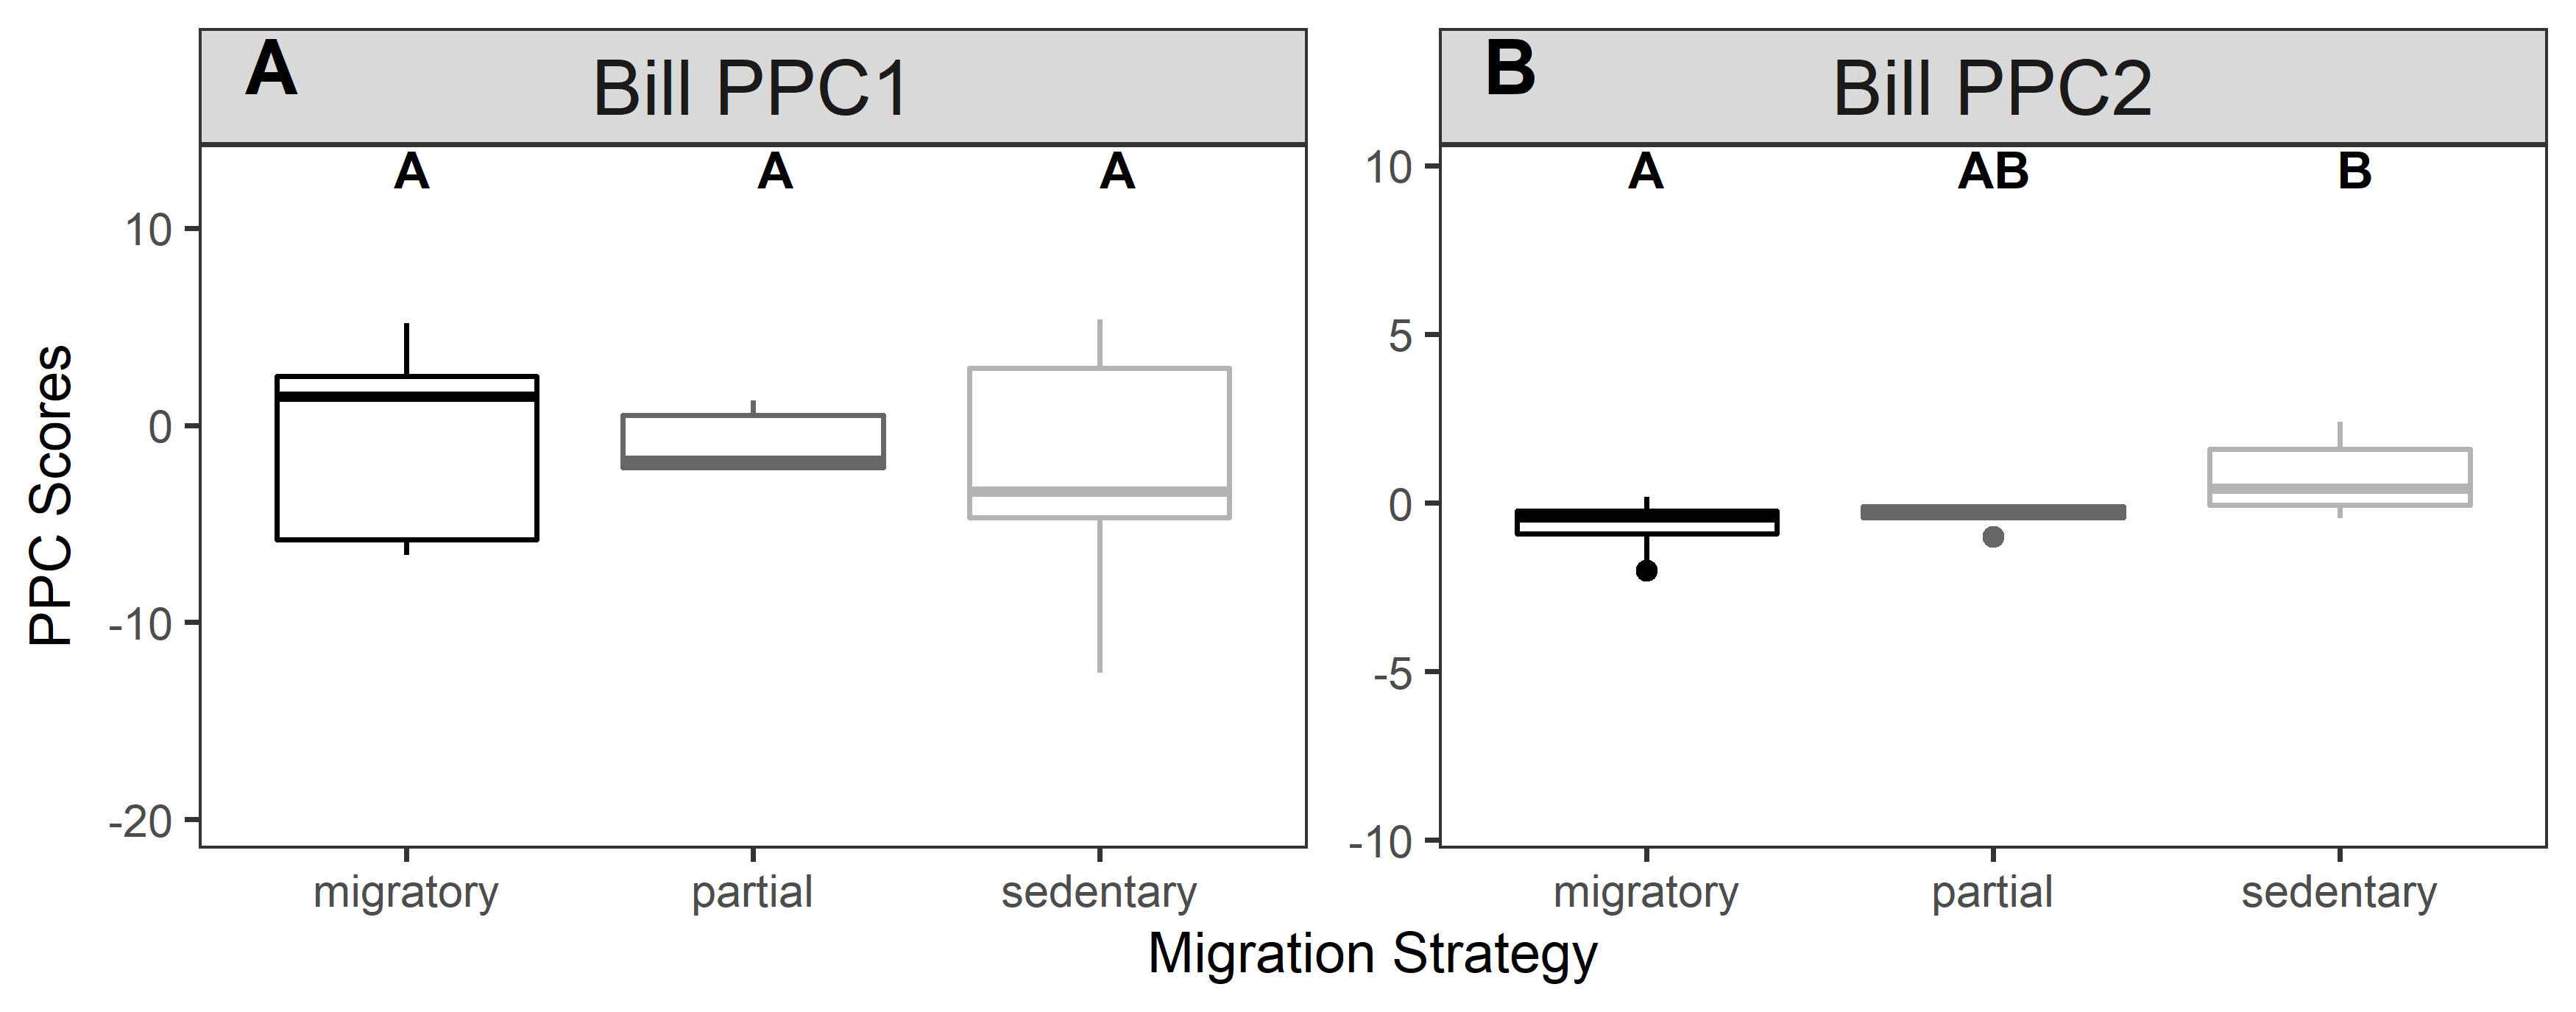 A
Bill PPC1
B
Bill PPC2
A
A
A
A
AB
B
10
0
-10
-20
10
5
0
-5
-10
PPC Scores
migratory
partial
sedentary
migratory
partial
sedentary
Migration Strategy